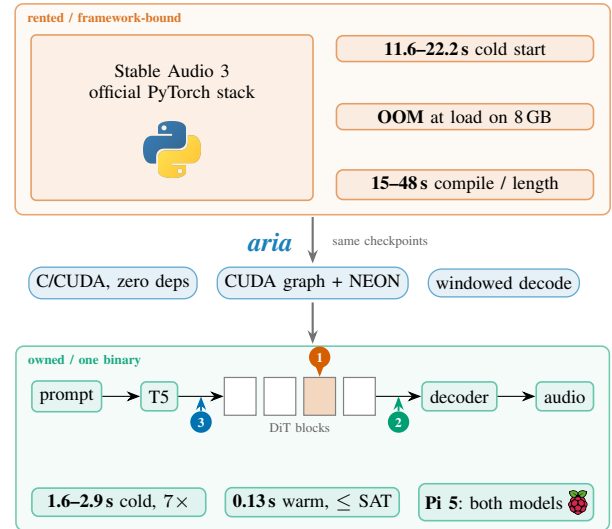 rented / framework-bound
Stable Audio 3
official PyTorch stack
11.6–22.2 s cold start
OOM at load on 8 GB
15–48 s compile / length
aria
same checkpoints
C/CUDA, zero deps
CUDA graph + NEON
windowed decode
owned / one binary
1
prompt
T5
decoder
audio
3
2
DiT blocks
1.6–2.9 s cold, 7×
0.13 s warm, ≤ SAT
Pi 5: both models